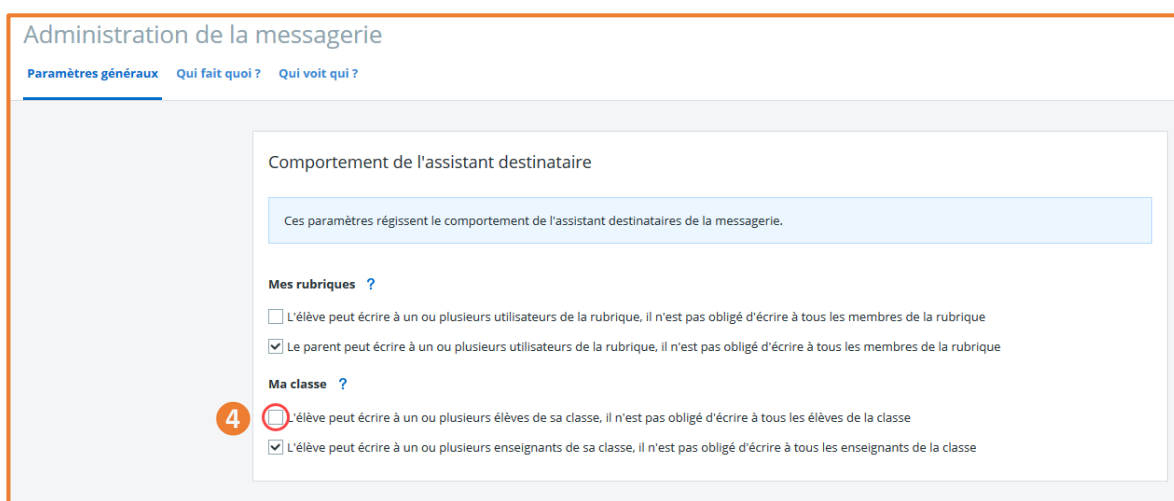 Administration de la messagerie
Paramètres généraux Qui fait quoi ? Qui voit qui ?
Comportement de l'assistant destinataire
Ces paramètres régissent le comportement de l'assistant destinataires de la messagerie.
Mes rubriques ?
L'élève peut écrire à un ou plusieurs utilisateurs de la rubrique, il n'est pas obligé d'écrire à tous les membres de la rubrique
Le parent peut écrire à un ou plusieurs utilisateurs de la rubrique, il n'est pas obligé d'écrire à tous les membres de la rubrique
Ma classe ?
4 L'élève peut écrire à un ou plusieurs élèves de sa classe, il n'est pas obligé d'écrire à tous les élèves de la classe
L'élève peut écrire à un ou plusieurs enseignants de sa classe, il n'est pas obligé d'écrire à tous les enseignants de la classe